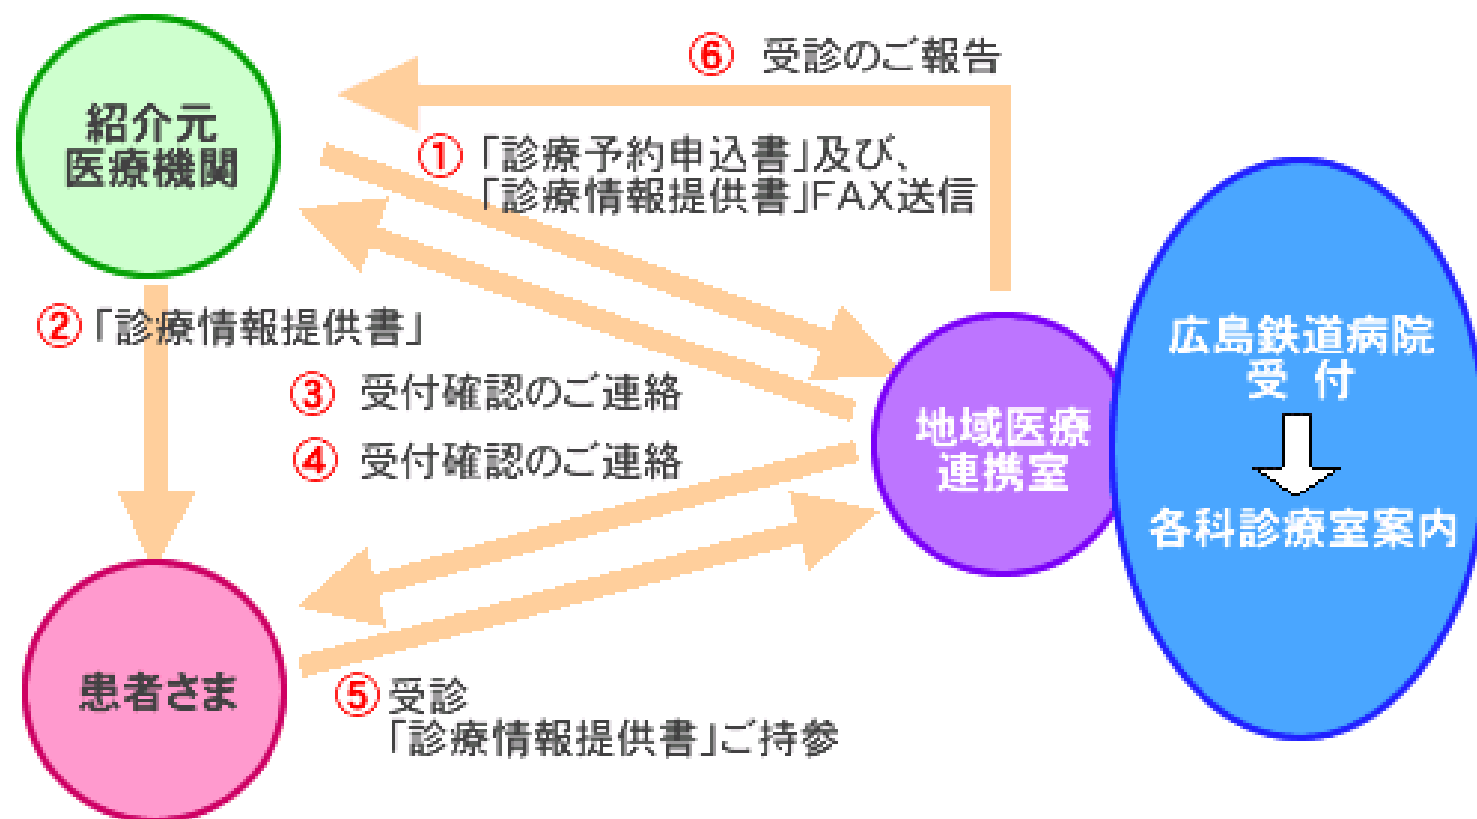 紹介元
医療機関
⑥ 受診のご報告
① 「診療予約申込書」及び、
「診療情報提供書」FAX送信
② 「診療情報提供書」
③ 受付確認のご連絡
④ 受付確認のご連絡
地域医療
連携室
広島鉄道病院
受 付
各科診療室案内
患者さま
⑤ 受診
「診療情報提供書」ご持参